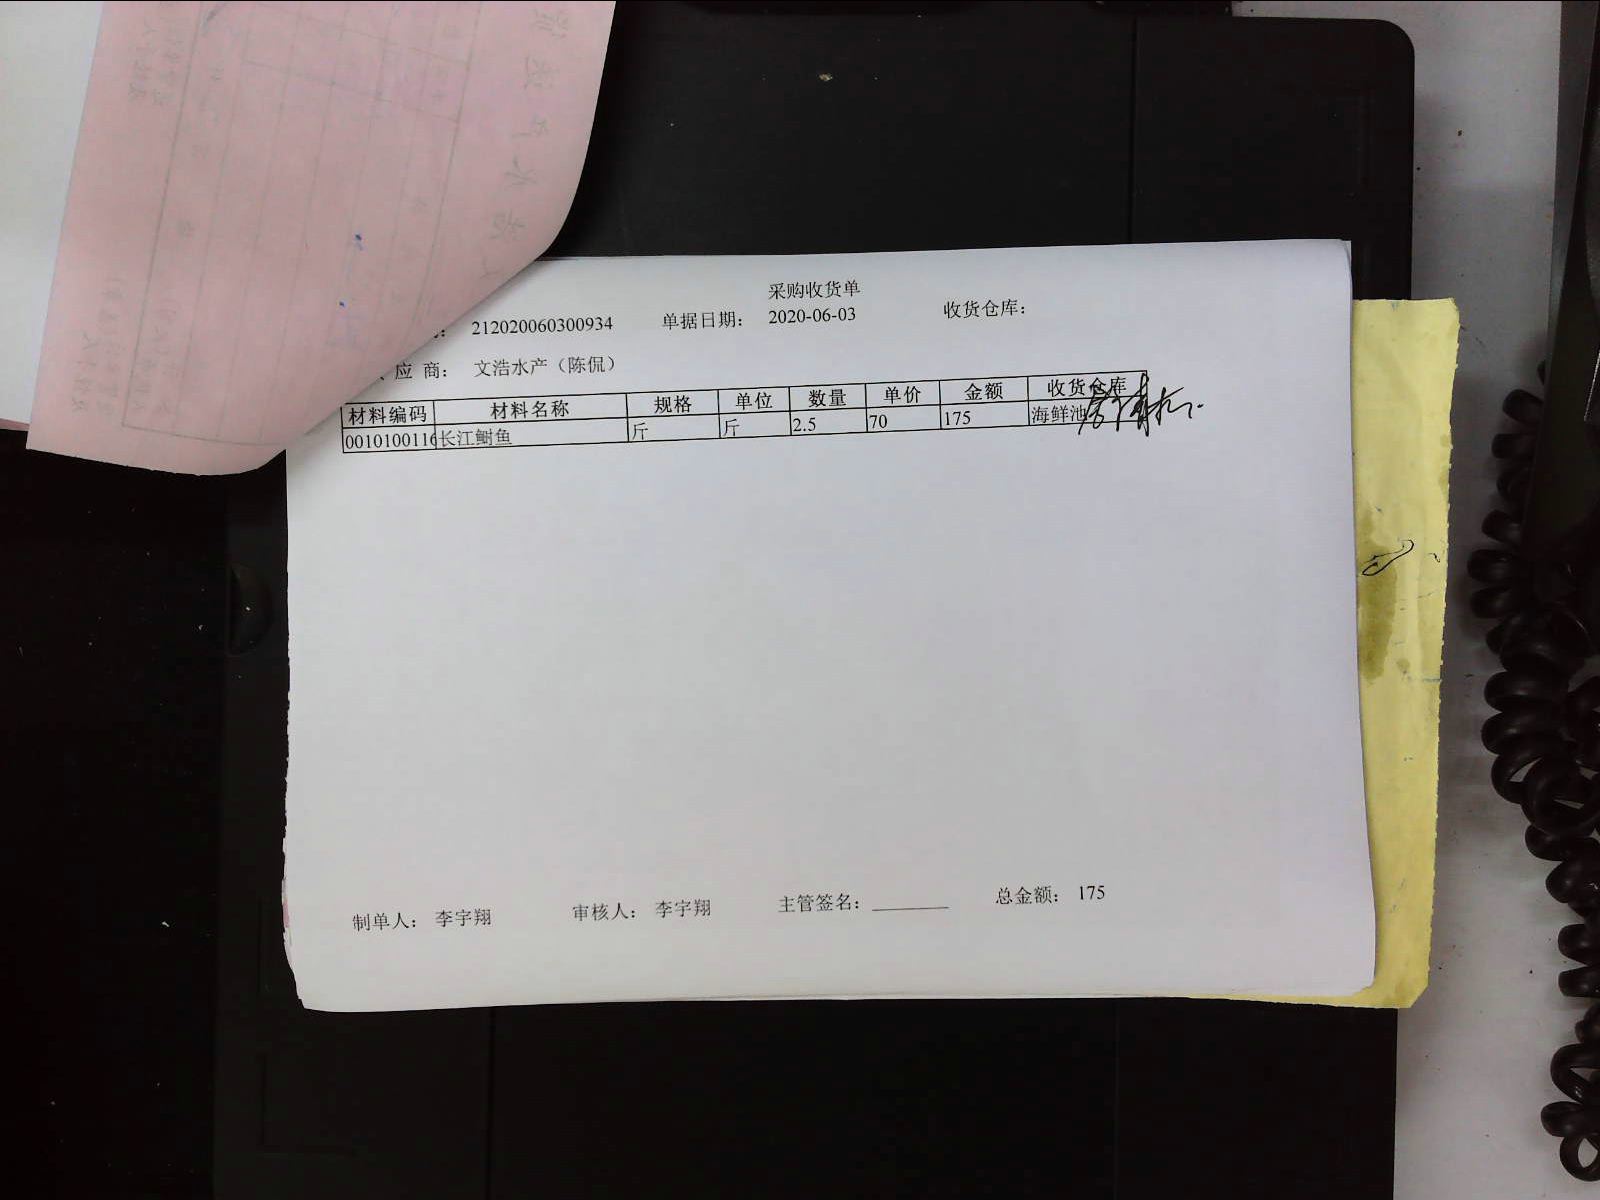 采购收货单
212020060300934 单据日期： 2020-06-03 收货仓库：
应 商： 文浩水产（陈侃）
材料编码 材料名称 规格 单位 数量 单价 金额 收货仓库
0010100116 长江鲥鱼 斤 斤 2.5 70 175 海鲜池
制单人： 李宇翔 审核人： 李宇翔 主管签名： 总金额： 175